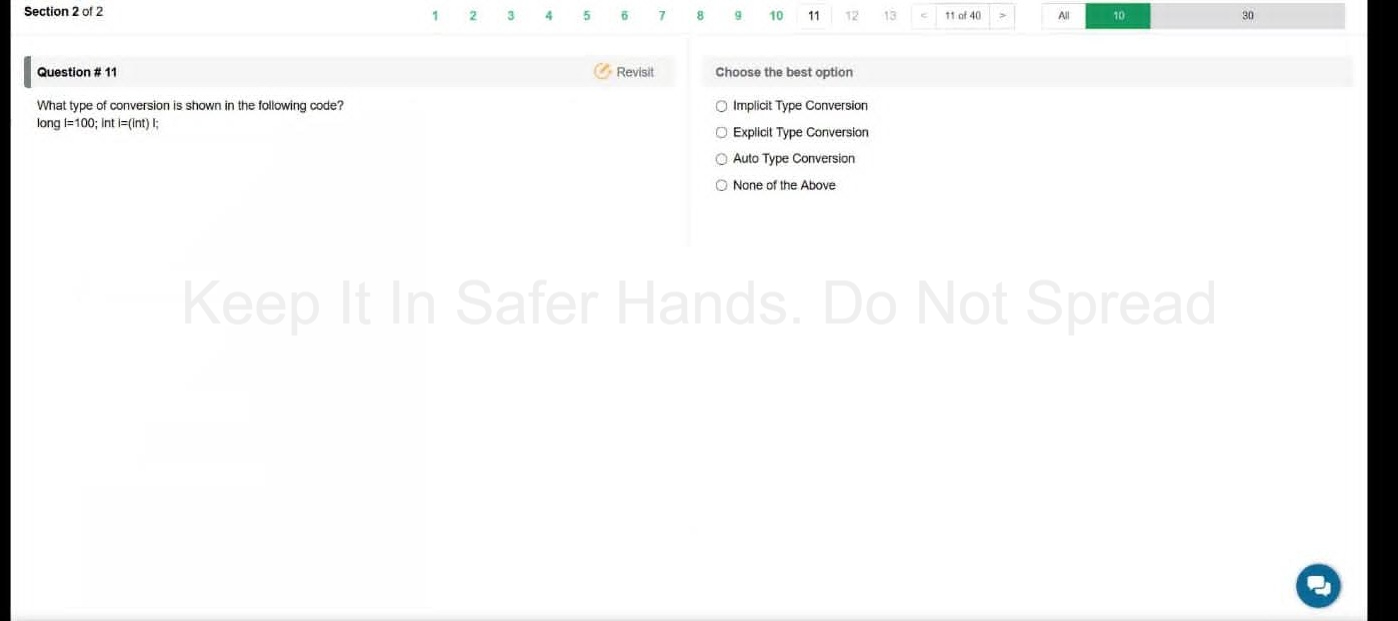 Section 2 of 2
1 2 3 4 5 6 7 8 9 10 11 12 13 < 11 of 40 > All 10 30
Question # 11
Revisit
What type of conversion is shown in the following code?
long l=100; int i=(int) l;
Choose the best option
Implicit Type Conversion
Explicit Type Conversion
Auto Type Conversion
None of the Above
Keep It In Safer Hands. Do Not Spread